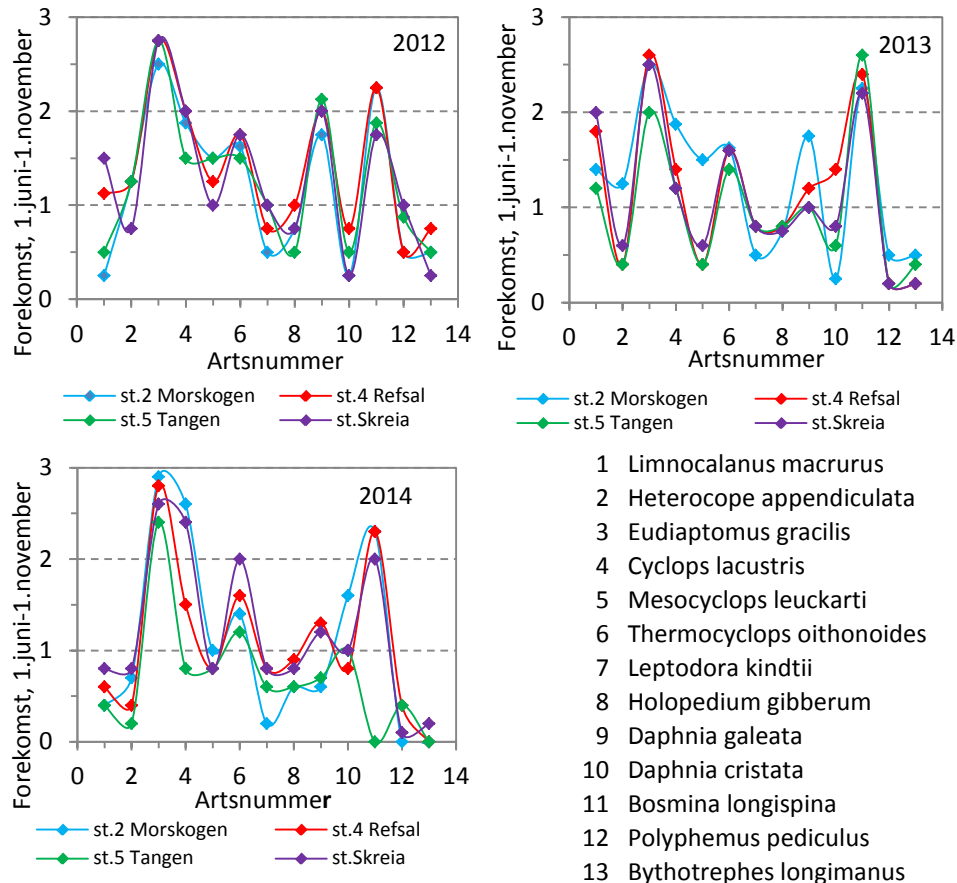 Forekomst, 1.juni-1.november
3
2
1
0
2012
0 2 4 6 8 10 12 14
Artsnummer
st.2 Morskogen st.4 Refsal
st.5 Tangen st.Skreia
Forekomst, 1.juni-1.november
3
2
1
0
2013
0 2 4 6 8 10 12 14
Artsnummer
st.2 Morskogen st.4 Refsal
st.5 Tangen st.Skreia
Forekomst, 1.juni-1.november
3
2
1
0
2014
0 2 4 6 8 10 12 14
Artsnummer
st.2 Morskogen st.4 Refsal
st.5 Tangen st.Skreia
1 Limnocalanus macrurus
2 Heterocope appendiculata
3 Eudiaptomus gracilis
4 Cyclops lacustris
5 Mesocyclops leuckarti
6 Thermocyclops oithonoides
7 Leptodora kindtii
8 Holopedium gibberum
9 Daphnia galeata
10 Daphnia cristata
11 Bosmina longispina
12 Polyphemus pediculus
13 Bythotrephes longimanus